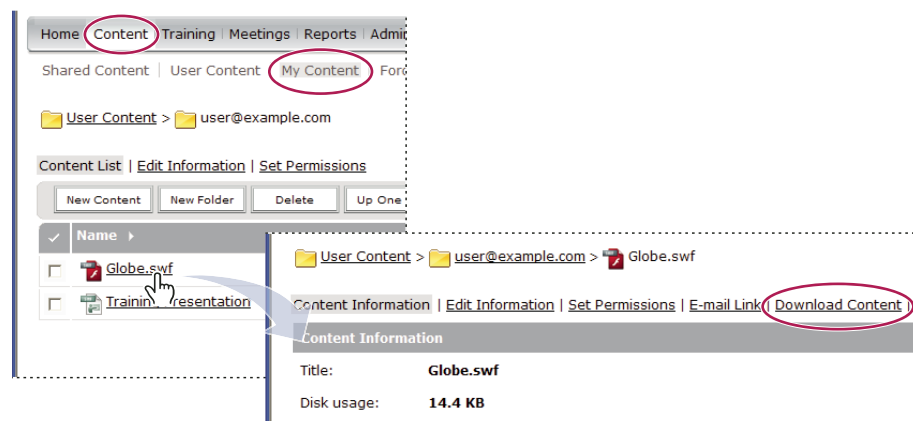 Home | Content | Training | Meetings | Reports | Admin
Shared Content | User Content | My Content
User Content > user@example.com
Content List | Edit Information | Set Permissions
New Content New Folder Delete Up One
Name
Globe.swf
Training Presentation
User Content > user@example.com > Globe.swf
Content Information | Edit Information | Set Permissions | E-mail Link | Download Content |
Content Information
Title: Globe.swf
Disk usage: 14.4 KB